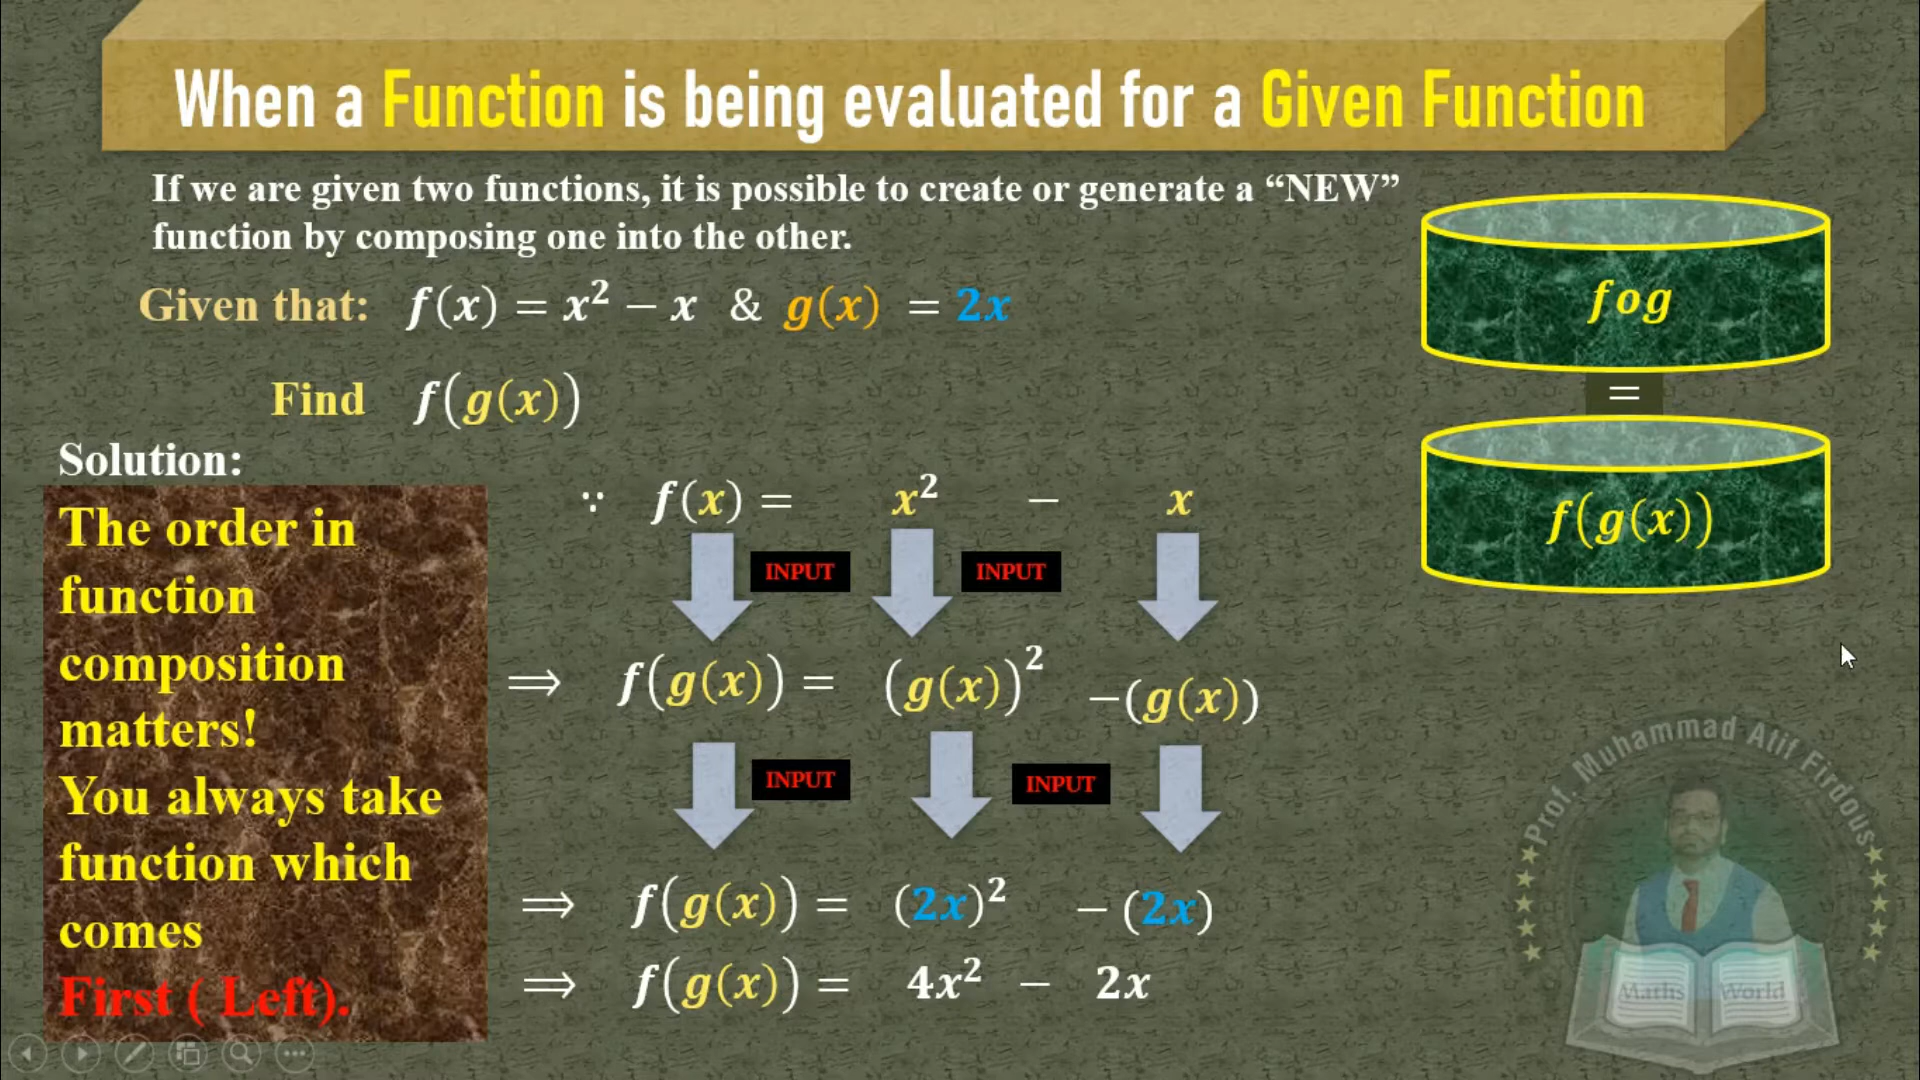 When a Function is being evaluated for a Given Function
If we are given two functions, it is possible to create or generate a “NEW”
function by composing one into the other.
Given that: f(x) = x² − x & g(x) = 2x
Find f(g(x))
fog
=
f(g(x))
Solution:
The order in
function
composition
matters!
You always take
function which
comes
First ( Left).
∵ f(x) = x² − x
INPUT INPUT
⟹ f(g(x)) = (g(x))² −(g(x))
INPUT INPUT
⟹ f(g(x)) = (2x)² − (2x)
⟹ f(g(x)) = 4x² − 2x
Prof. Muhammad Atif Firdous
Maths World